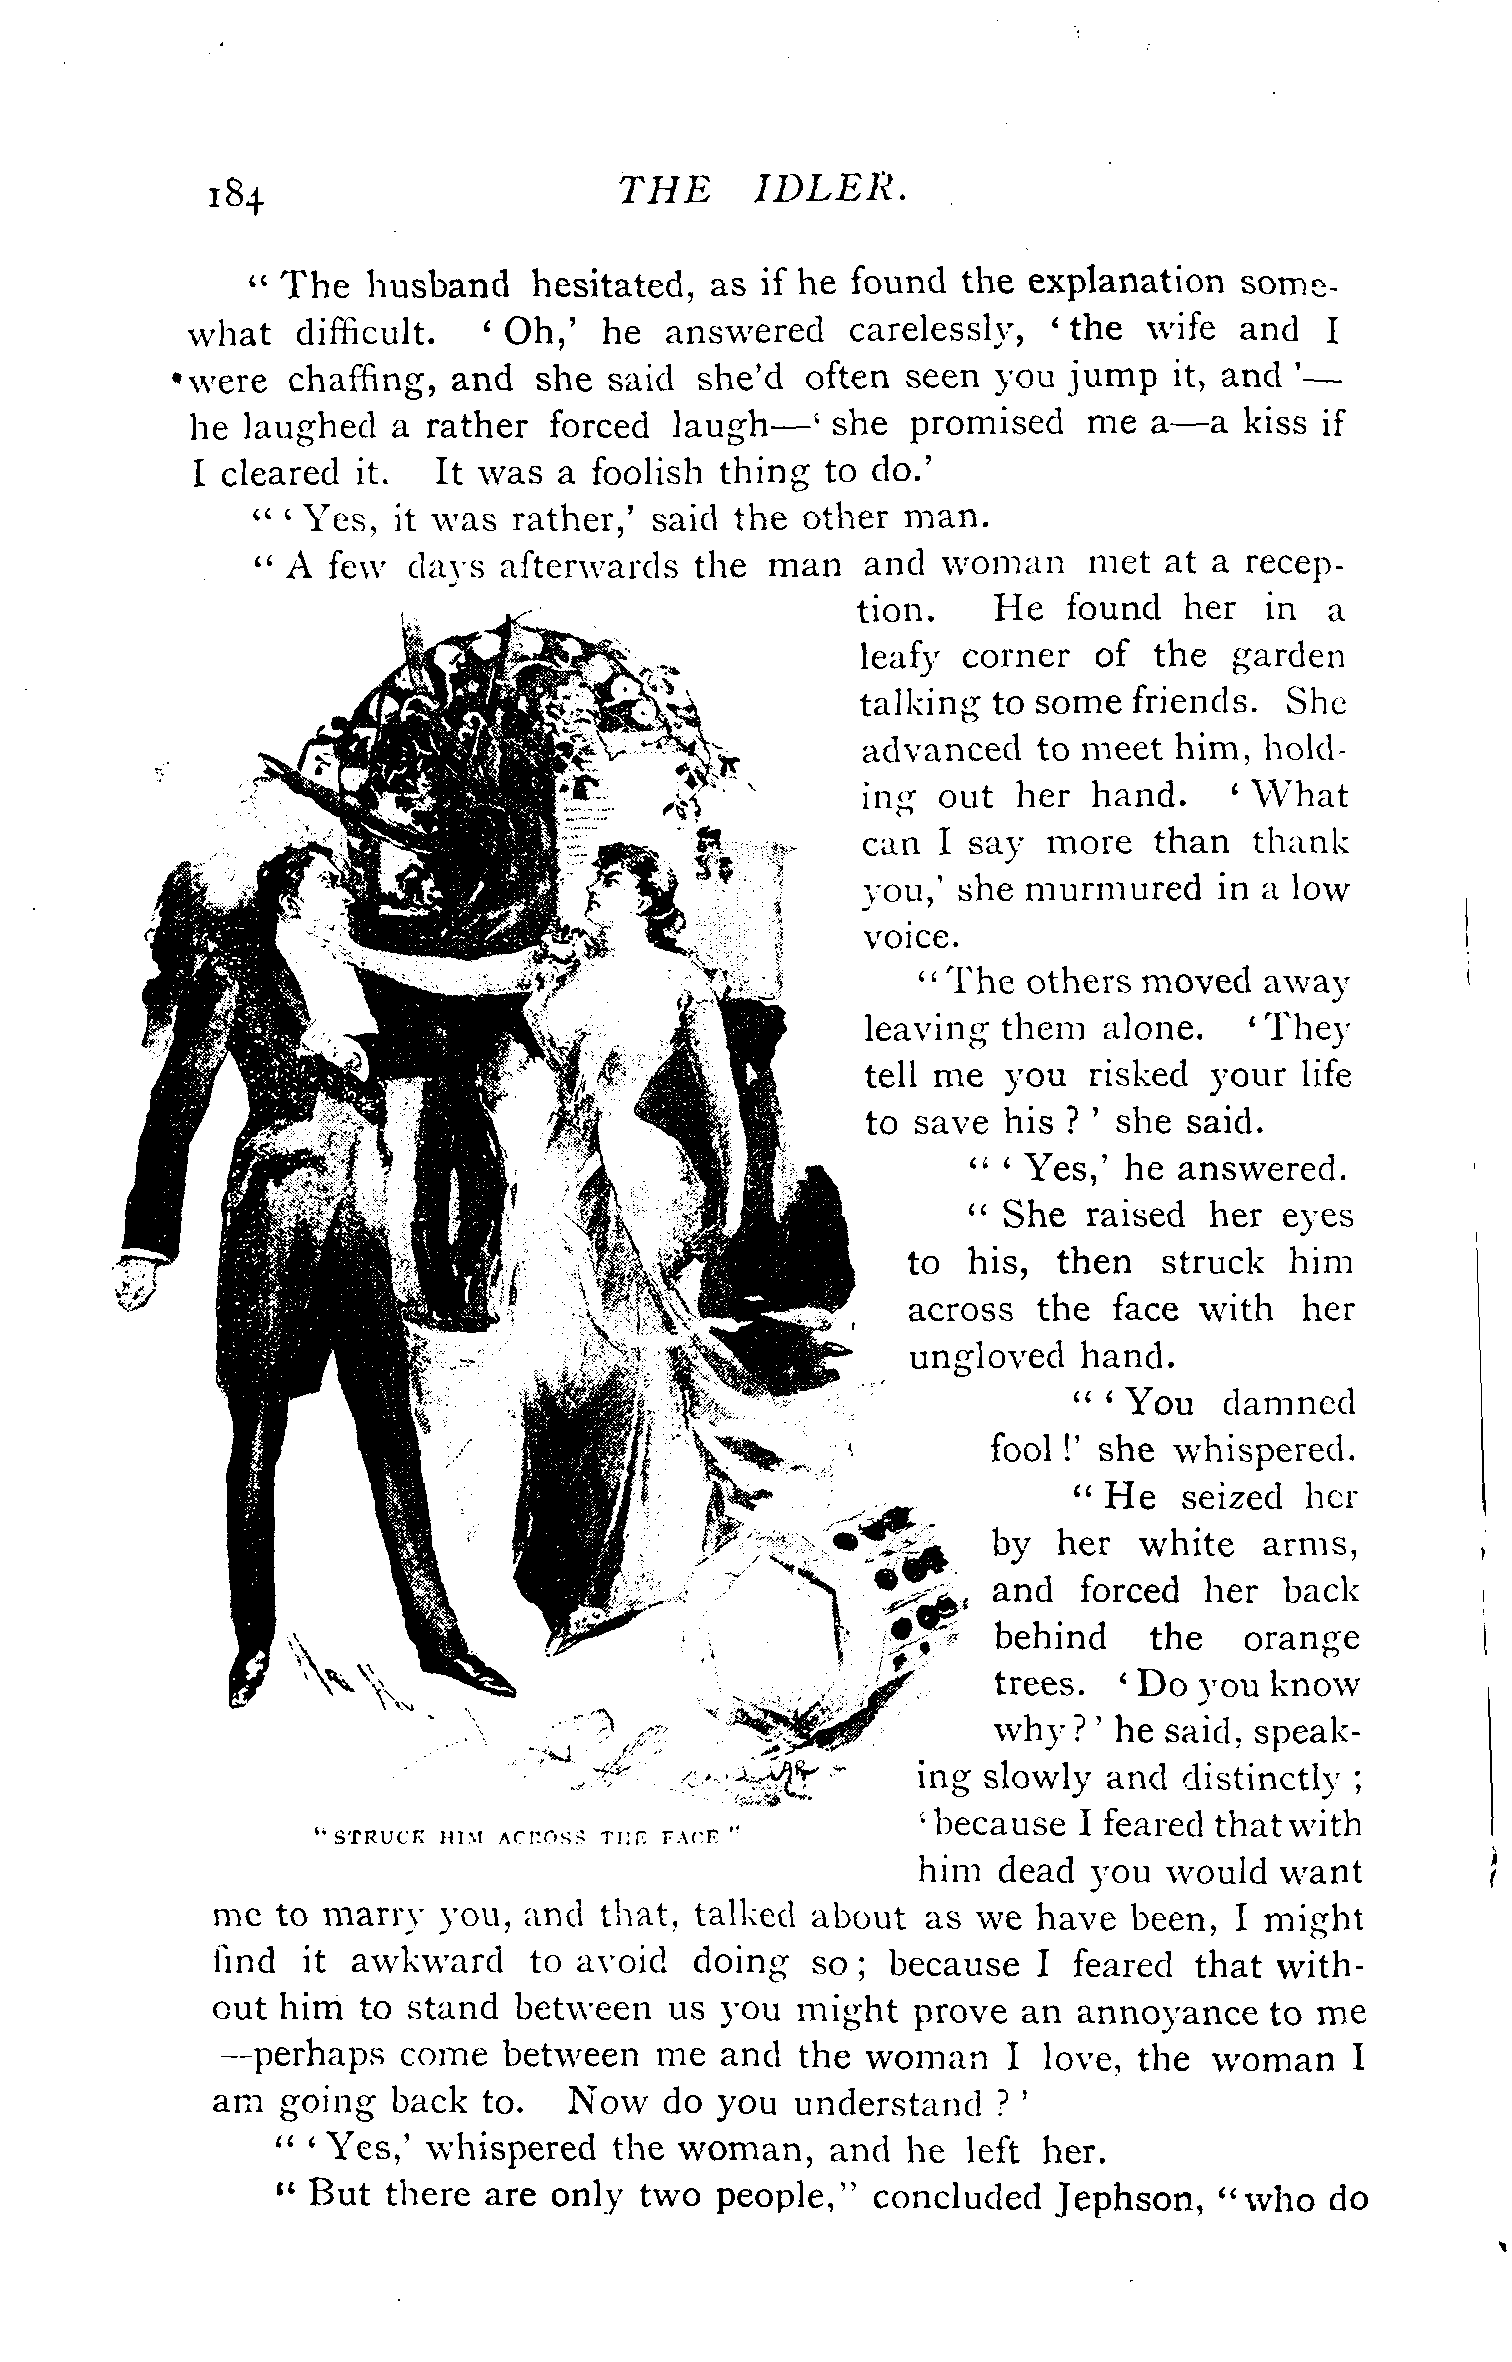 184 THE IDLER.
" The husband hesitated, as if he found the explanation some-
what difficult. ' Oh,' he answered carelessly, ' the wife and I
were chaffing, and she said she'd often seen you jump it, and '—
he laughed a rather forced laugh—' she promised me a—a kiss if
I cleared it. It was a foolish thing to do.'
" ' Yes, it was rather,' said the other man.
" A few days afterwards the man and woman met at a recep-
tion. He found her in a
leafy corner of the garden
talking to some friends. She
advanced to meet him, hold-
ing out her hand. ' What
can I say more than thank
you,' she murmured in a low
voice.
" The others moved away
leaving them alone. ' They
tell me you risked your life
to save his ? ' she said.
" ' Yes,' he answered.
" She raised her eyes
to his, then struck him
across the face with her
ungloved hand.
" ' You damned
fool !' she whispered.
" He seized her
by her white arms,
and forced her back
behind the orange
trees. ' Do you know
why ? ' he said, speak-
ing slowly and distinctly ;
' because I feared that with
him dead you would want
me to marry you, and that, talked about as we have been, I might
find it awkward to avoid doing so ; because I feared that with-
out him to stand between us you might prove an annoyance to me
—perhaps come between me and the woman I love, the woman I
am going back to. Now do you understand ? '
" ' Yes,' whispered the woman, and he left her.
" But there are only two people," concluded Jephson, " who do
"STRUCK HIM ACROSS THE FACE"